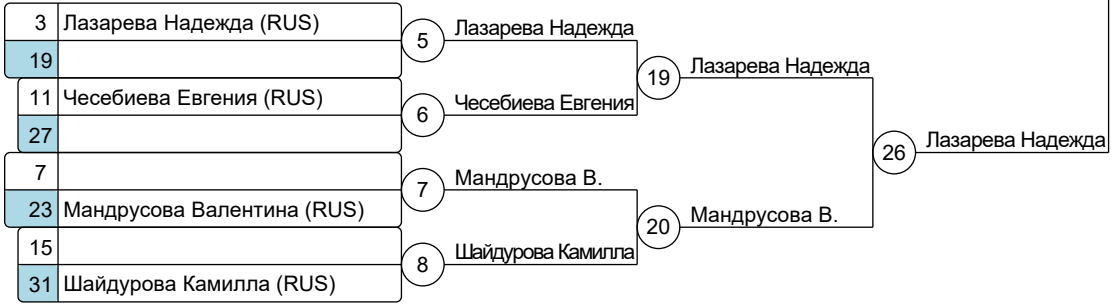 3 Лазарева Надежда (RUS)
19
11 Чесебиева Евгения (RUS)
27
7
23 Мандрусова Валентина (RUS)
15
31 Шайдурова Камилла (RUS)
5 Лазарева Надежда
6 Чесебиева Евгения
7 Мандрусова В.
8 Шайдурова Камилла
19 Лазарева Надежда
20 Мандрусова В.
26 Лазарева Надежда